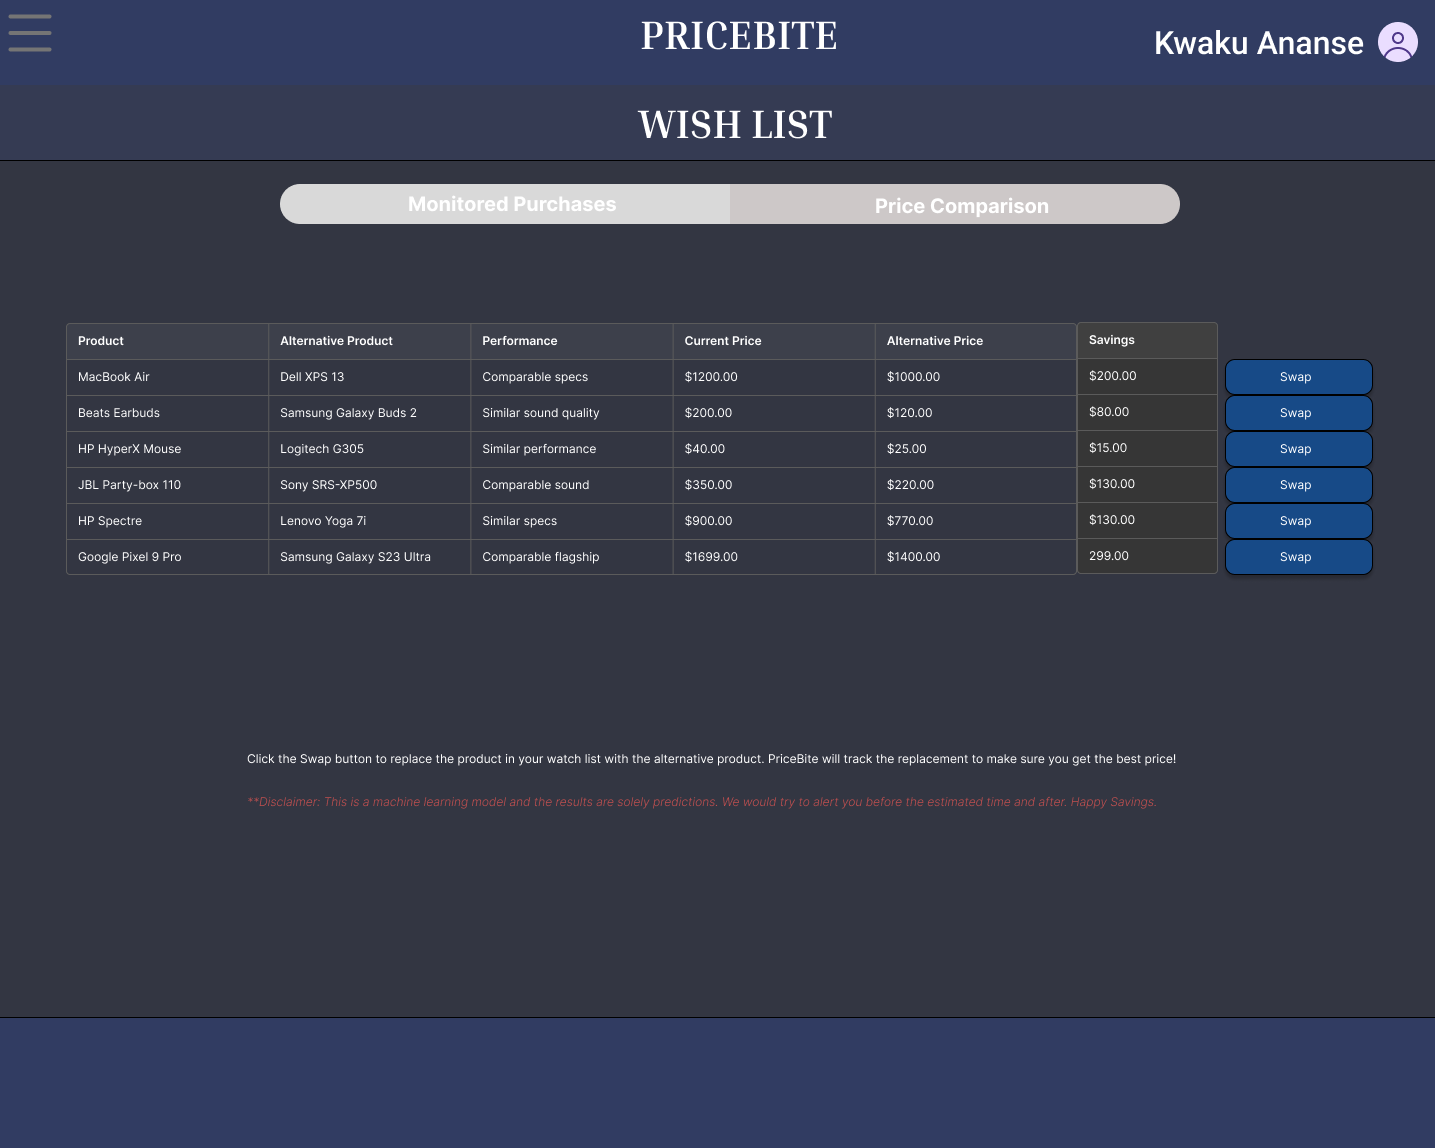 PRICEBITE
Kwaku Ananse
WISH LIST
Monitored Purchases
Price Comparison
Product Alternative Product Performance Current Price Alternative Price Savings
MacBook Air Dell XPS 13 Comparable specs $1200.00 $1000.00 $200.00 Swap
Beats Earbuds Samsung Galaxy Buds 2 Similar sound quality $200.00 $120.00 $80.00 Swap
HP HyperX Mouse Logitech G305 Similar performance $40.00 $25.00 $15.00 Swap
JBL Party-box 110 Sony SRS-XP500 Comparable sound $350.00 $220.00 $130.00 Swap
HP Spectre Lenovo Yoga 7i Similar specs $900.00 $770.00 $130.00 Swap
Google Pixel 9 Pro Samsung Galaxy S23 Ultra Comparable flagship $1699.00 $1400.00 299.00 Swap
Click the Swap button to replace the product in your watch list with the alternative product. PriceBite will track the replacement to make sure you get the best price!
**Disclaimer: This is a machine learning model and the results are solely predictions. We would try to alert you before the estimated time and after. Happy Savings.